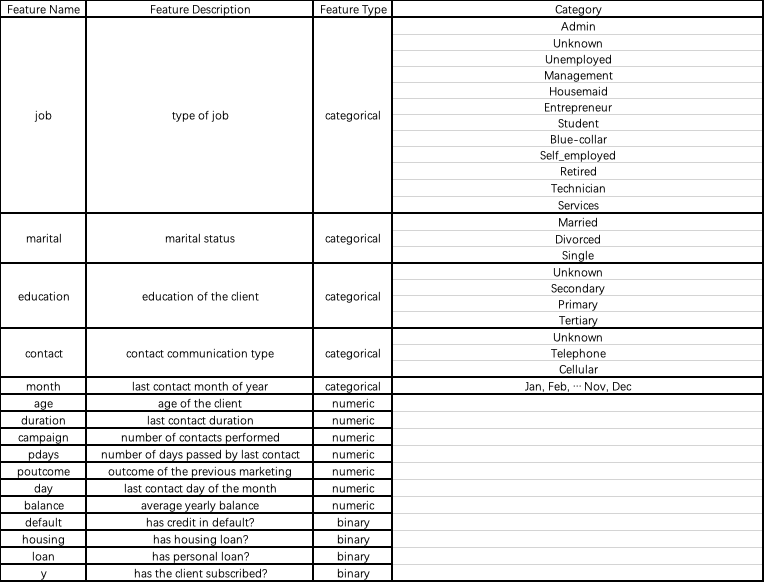 Feature Name Feature Description Feature Type Category
job type of job categorical Admin
Unknown
Unemployed
Management
Housemaid
Entrepreneur
Student
Blue-collar
Self_employed
Retired
Technician
Services
marital marital status categorical Married
Divorced
Single
education education of the client categorical Unknown
Secondary
Primary
Tertiary
contact contact communication type categorical Unknown
Telephone
Cellular
month last contact month of year categorical Jan, Feb, ··· Nov, Dec
age age of the client numeric
duration last contact duration numeric
campaign number of contacts performed numeric
pdays number of days passed by last contact numeric
poutcome outcome of the previous marketing numeric
day last contact day of the month numeric
balance average yearly balance numeric
default has credit in default? binary
housing has housing loan? binary
loan has personal loan? binary
y has the client subscribed? binary